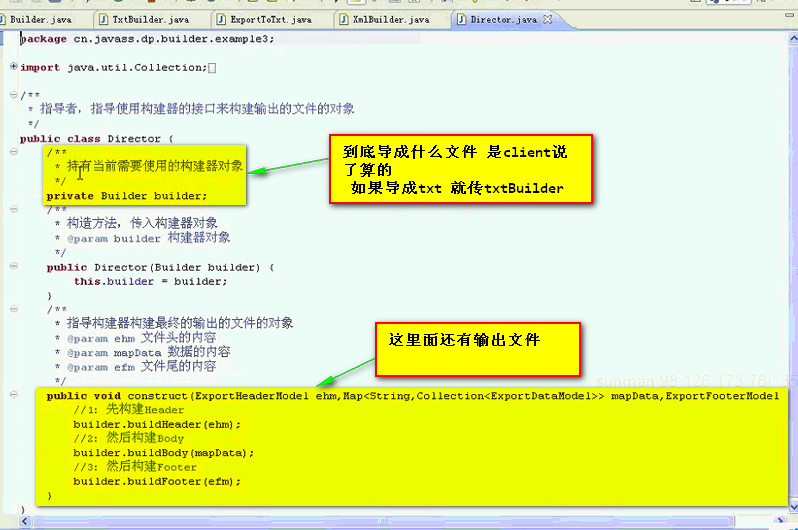 Builder.java TxtBuilder.java ExportToTxt.java XmlBuilder.java Director.java
package cn.javass.dp.builder.example3;
import java.util.Collection;
/**
* 指导者，指导使用构建器的接口来构建输出的文件的对象
*/
public class Director {
/**
* 持有当前需要使用的构建器对象
*/
private Builder builder;
/**
* 构造方法，传入构建器对象
* @param builder 构建器对象
*/
public Director(Builder builder) {
this.builder = builder;
}
/**
* 指导构建器构建最终的输出的文件的对象
* @param ehm 文件头的内容
* @param mapData 数据的内容
* @param efm 文件尾的内容
*/
public void construct(ExportHeaderModel ehm,Map<String,Collection<ExportDataModel>> mapData,ExportFooterModel
//1: 先构建Header
builder.buildHeader(ehm);
//2: 然后构建Body
builder.buildBody(mapData);
//3: 然后构建Footer
builder.buildFooter(efm);
}
}
到底导成什么文件 是client说
了算的
如果导成txt 就传txtBuilder
这里面还有输出文件